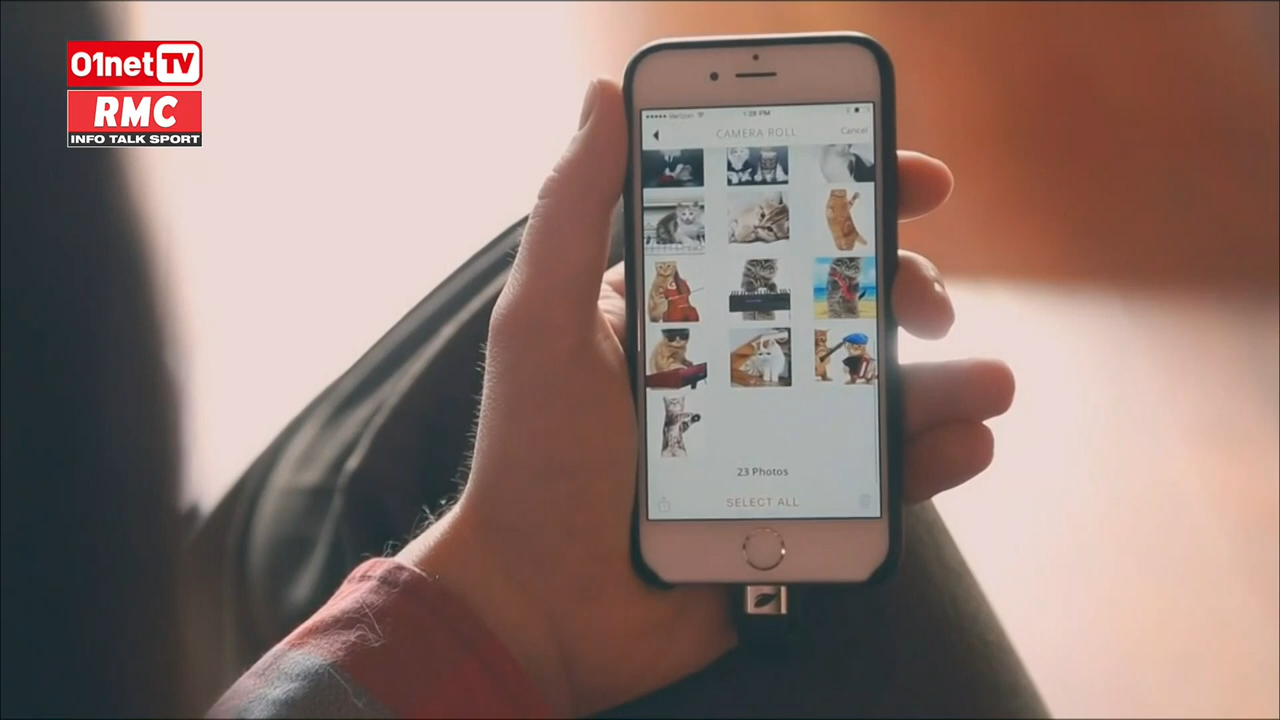 01net TV
RMC
INFO TALK SPORT
Verizon
1:28 PM
CAMERA ROLL
Cancel
23 Photos
SELECT ALL